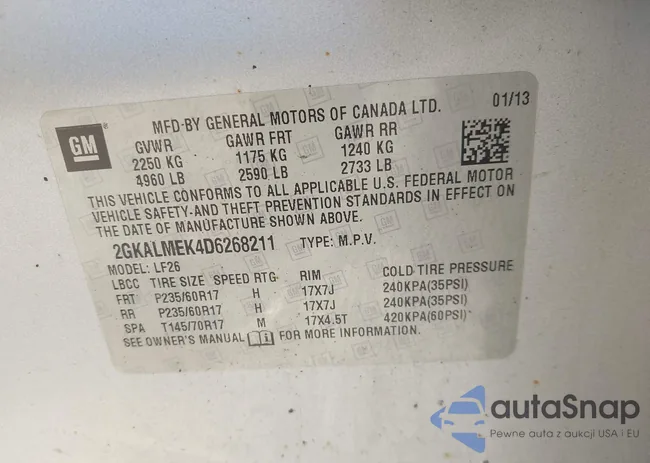 GM
MFD-BY GENERAL MOTORS OF CANADA LTD. 01/13
GVWR GAWR FRT GAWR RR
2250 KG 1175 KG 1240 KG
4960 LB 2590 LB 2733 LB
THIS VEHICLE CONFORMS TO ALL APPLICABLE U.S. FEDERAL MOTOR
VEHICLE SAFETY-AND THEFT PREVENTION STANDARDS IN EFFECT ON
THE DATE OF MANUFACTURE SHOWN ABOVE.
2GKALMEK4D6268211 TYPE: M.P.V.
MODEL: LF26
LBCC TIRE SIZE SPEED RTG RIM COLD TIRE PRESSURE
FRT P235/60R17 H 17X7J 240KPA(35PSI)
RR P235/60R17 H 17X7J 240KPA(35PSI)
SPA T145/70R17 M 17X4.5T 420KPA(60PSI)
SEE OWNER'S MANUAL FOR MORE INFORMATION.
autaSnap
Pewne auta z aukcji USA i EU